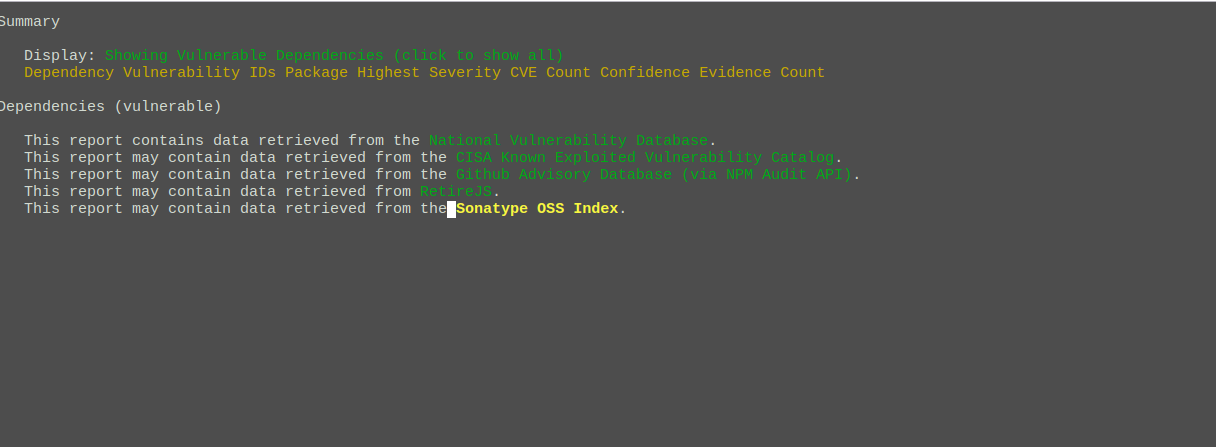 Summary
Display: Showing Vulnerable Dependencies (click to show all)
Dependency Vulnerability IDs Package Highest Severity CVE Count Confidence Evidence Count
Dependencies (vulnerable)
This report contains data retrieved from the National Vulnerability Database.
This report may contain data retrieved from the CISA Known Exploited Vulnerability Catalog.
This report may contain data retrieved from the Github Advisory Database (via NPM Audit API).
This report may contain data retrieved from RetireJS.
This report may contain data retrieved from the Sonatype OSS Index.